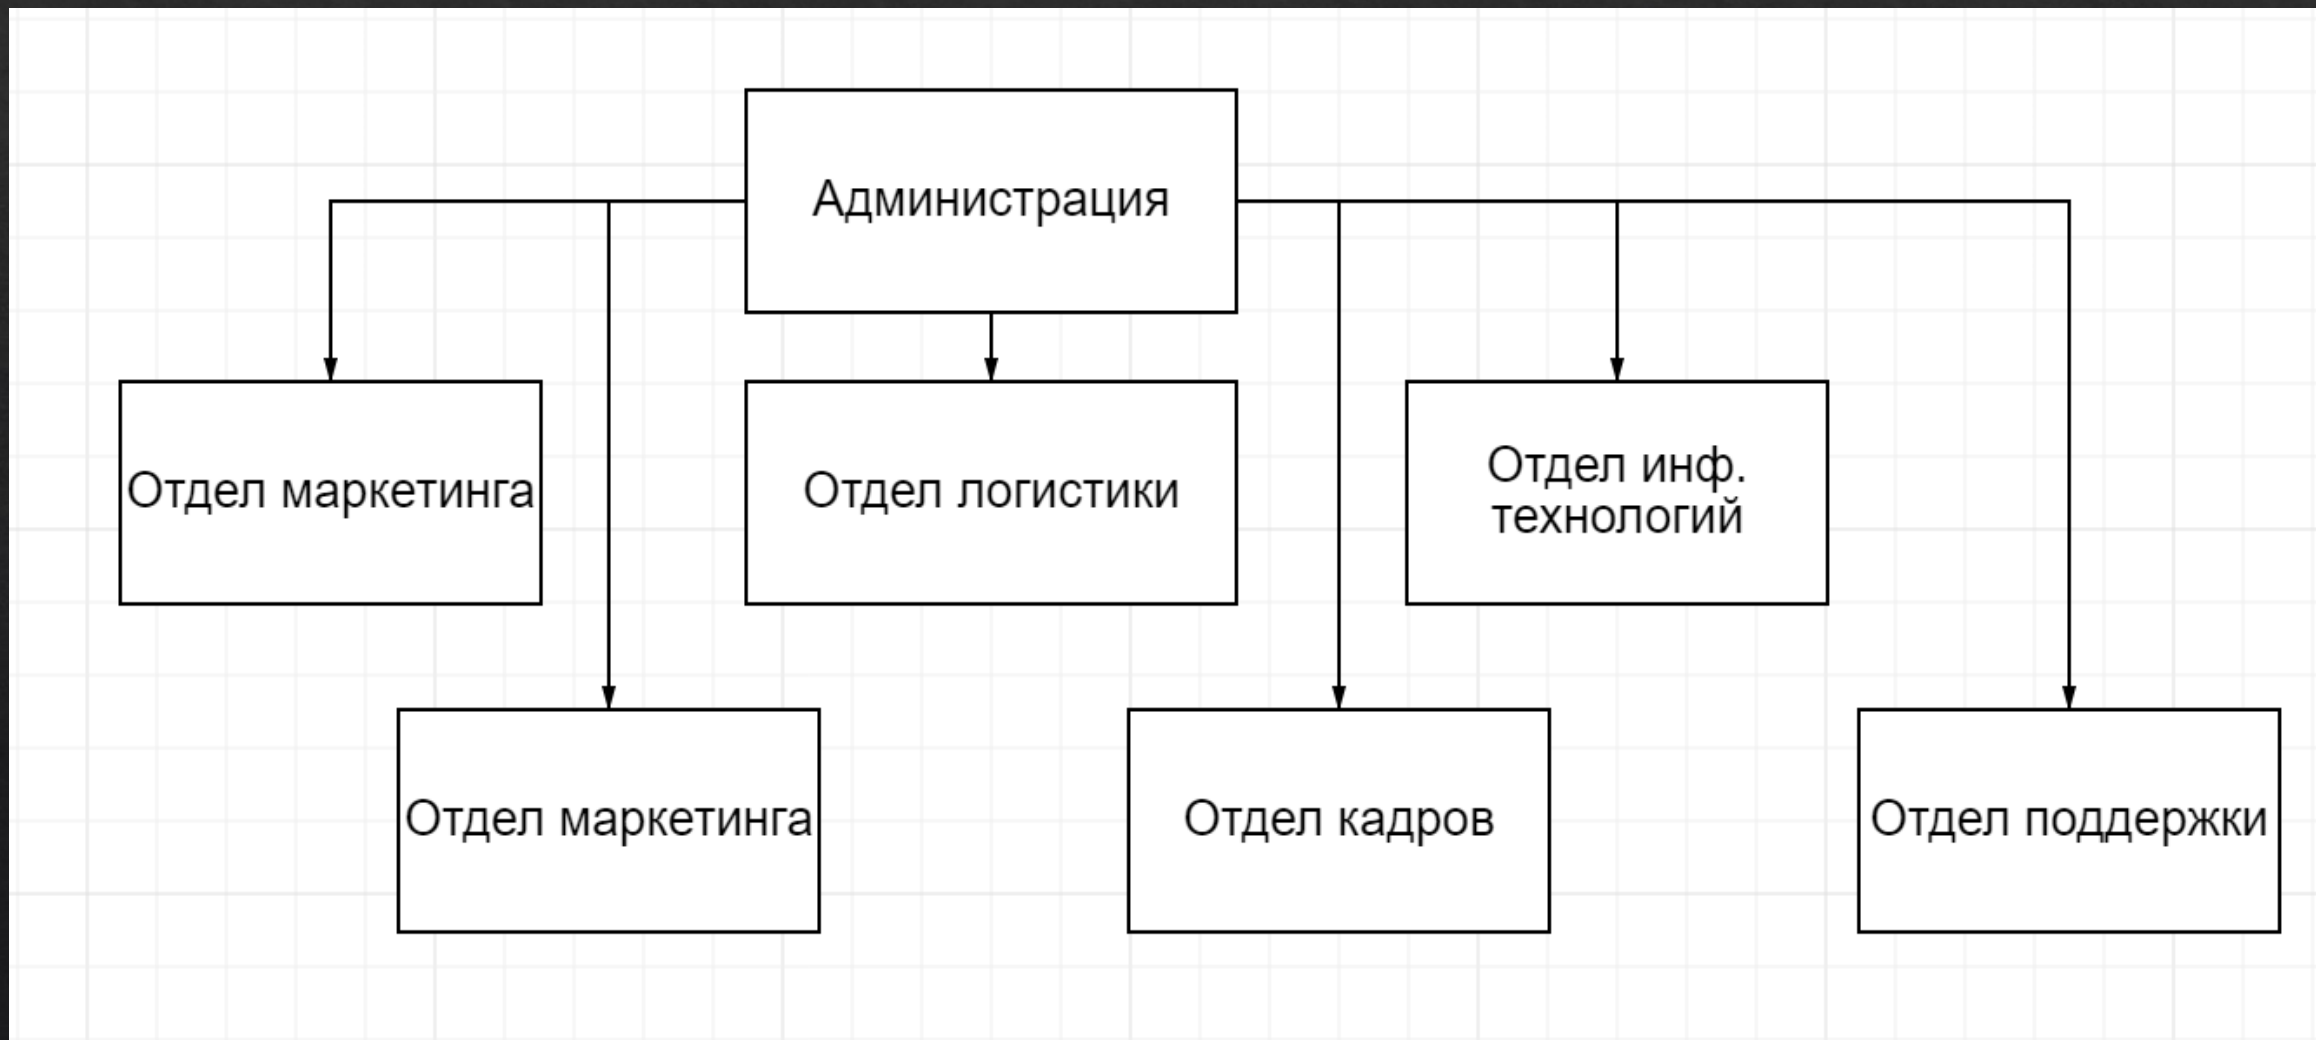 Администрация
Отдел маркетинга
Отдел логистики
Отдел инф.
технологий
Отдел маркетинга
Отдел кадров
Отдел поддержки